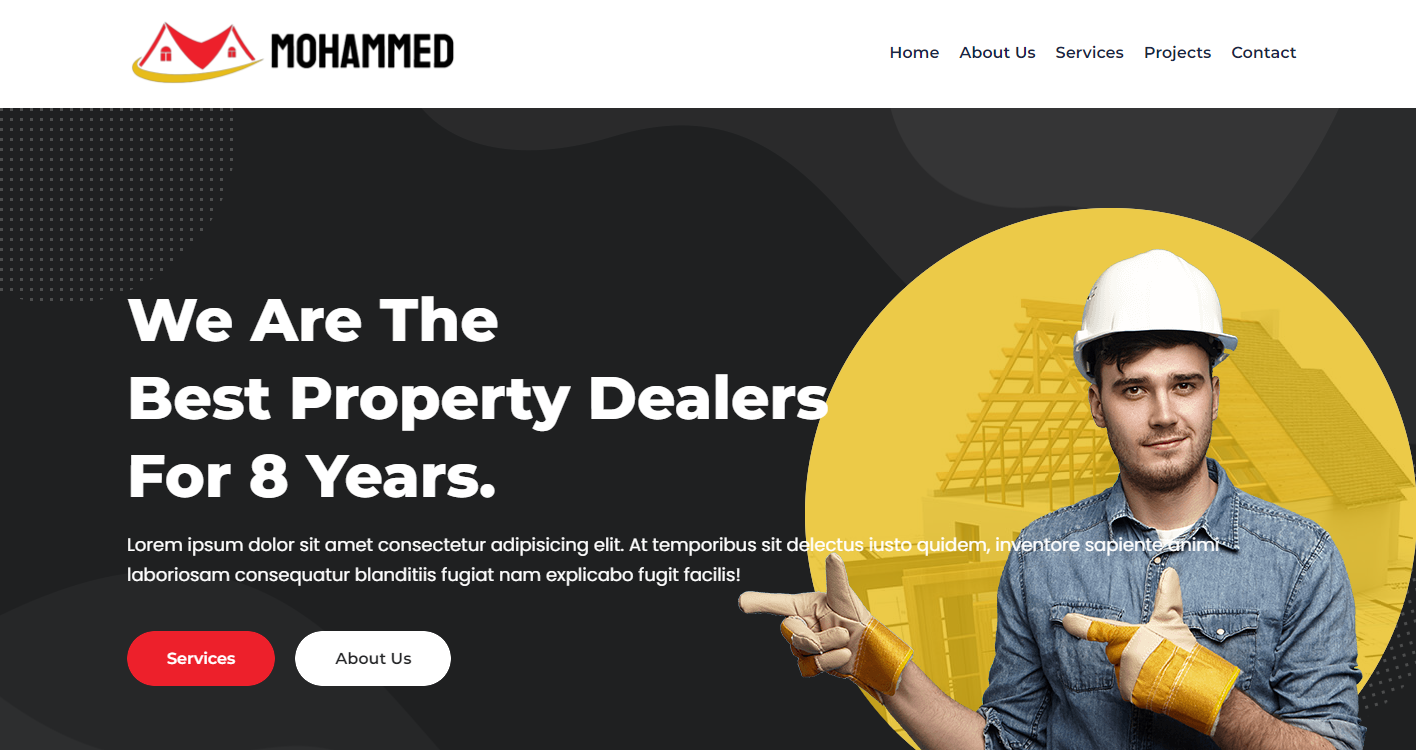 MOHAMMED
Home About Us Services Projects Contact
We Are The
Best Property Dealers
For 8 Years.
Lorem ipsum dolor sit amet consectetur adipisicing elit. At temporibus sit delectus iusto quidem, inventore sapiente animi
laboriosam consequatur blanditiis fugiat nam explicabo fugit facilis!
Services About Us